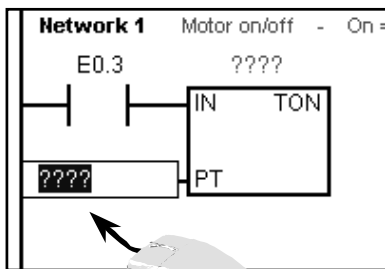 Network 1 Motor on/off - On =
E0.3 ????
IN TON
???? PT